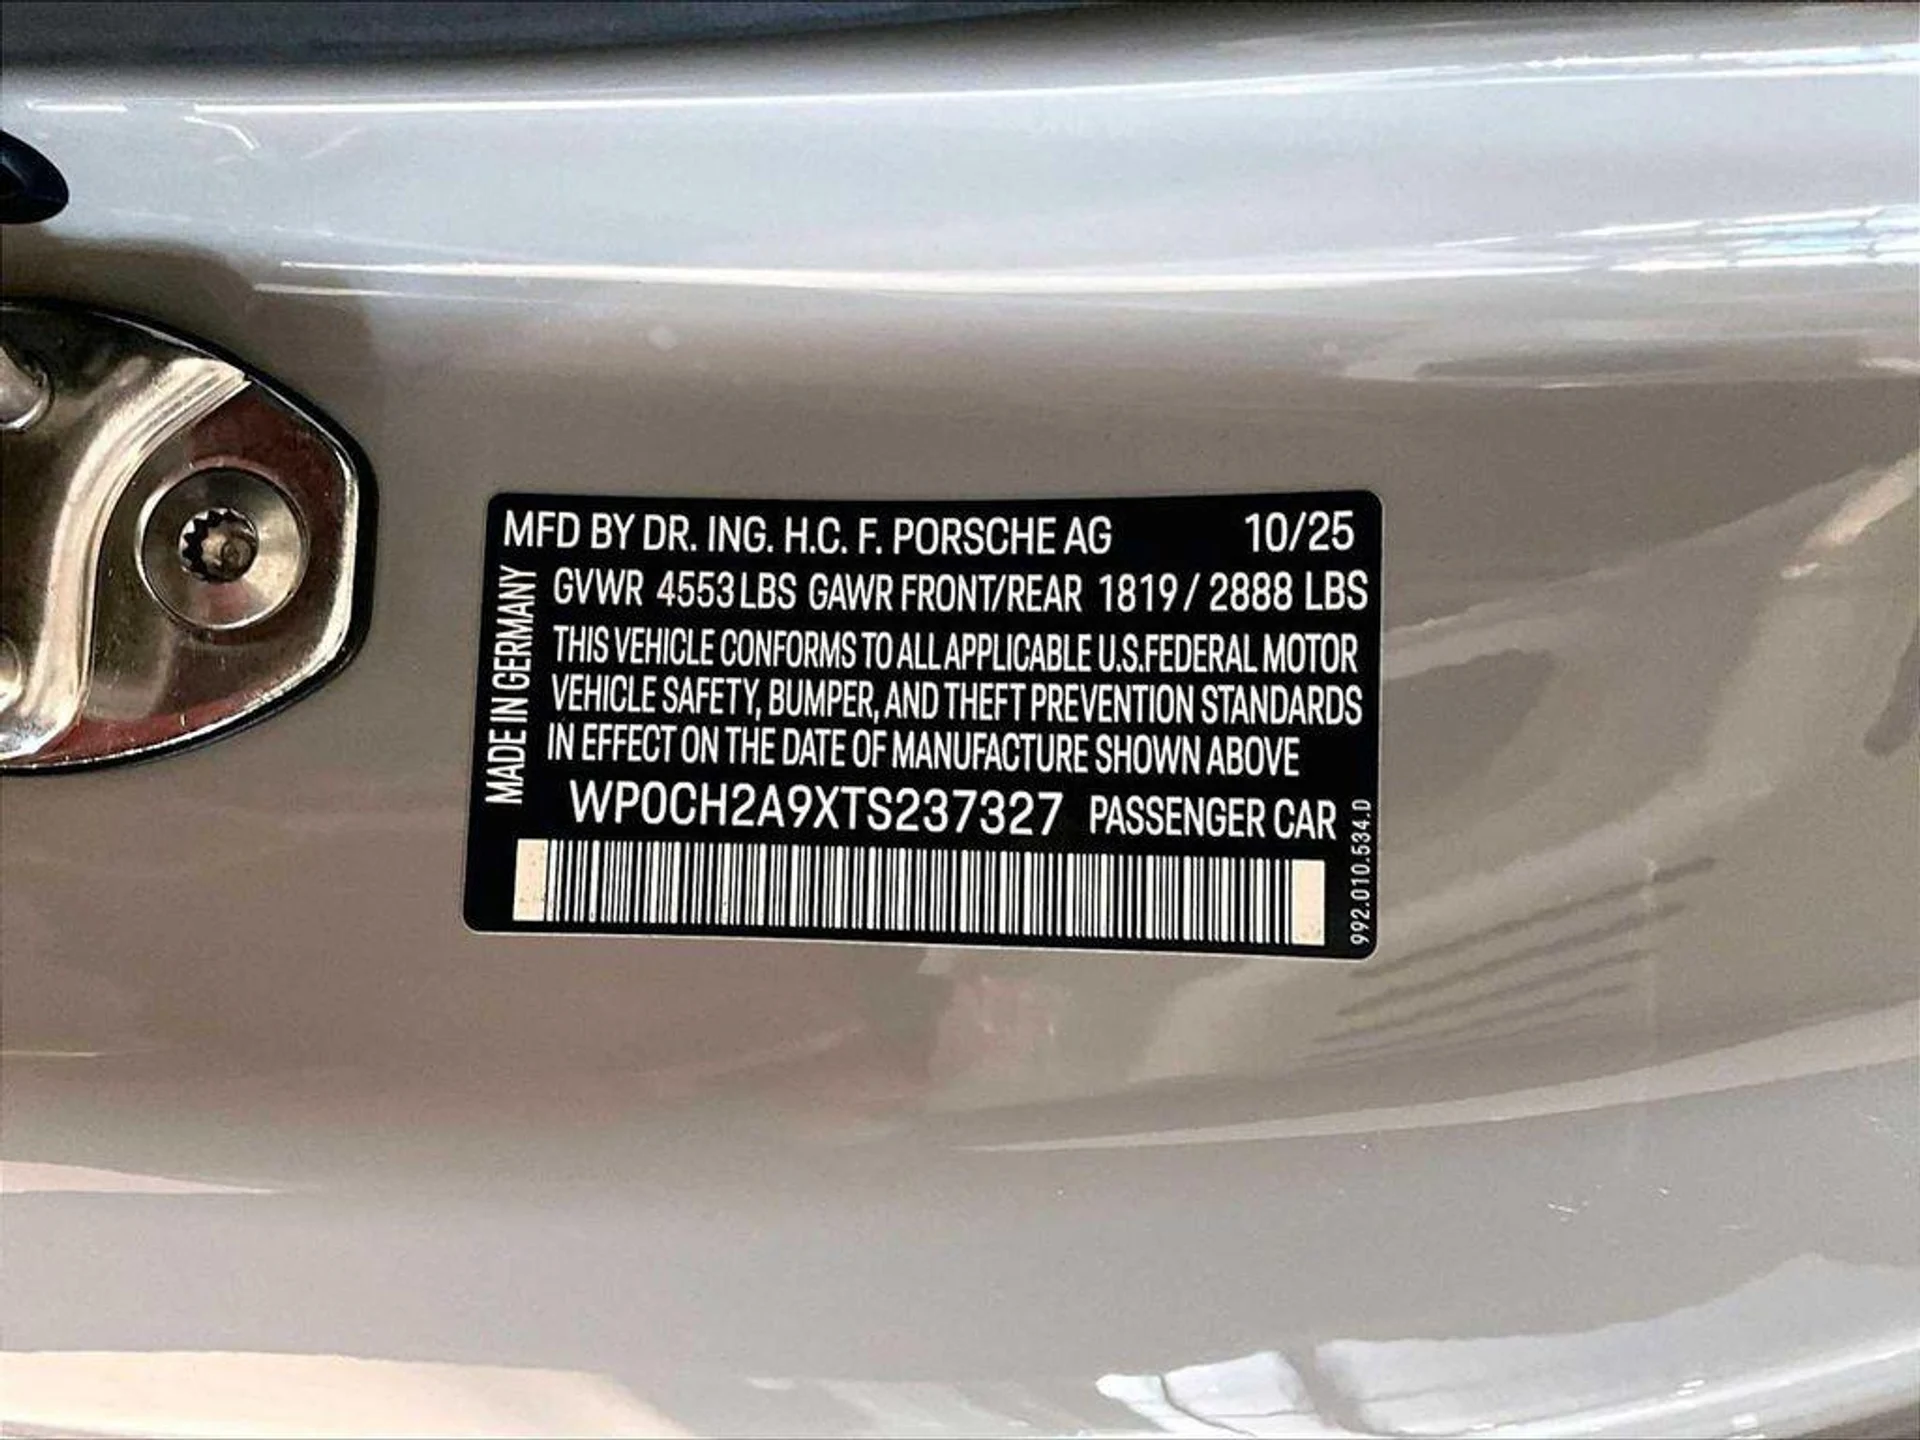 MFD BY DR. ING. H.C. F. PORSCHE AG 10/25
GVWR 4553 LBS GAWR FRONT/REAR 1819 / 2888 LBS
THIS VEHICLE CONFORMS TO ALL APPLICABLE U.S.FEDERAL MOTOR
VEHICLE SAFETY, BUMPER, AND THEFT PREVENTION STANDARDS
IN EFFECT ON THE DATE OF MANUFACTURE SHOWN ABOVE
WP0CH2A9XTS237327 PASSENGER CAR
MADE IN GERMANY
992.010.534.D